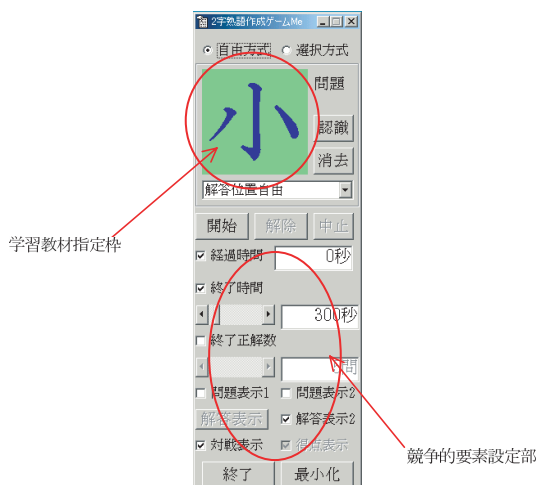 2字熟語作成ゲームMe
自由方式 選択方式
小
問題
認識
消去
解答位置自由
開始 解除 中止
経過時間 0秒
終了時間
300秒
終了正解数
問
問題表示1 問題表示2
解答表示 解答表示2
対戦表示 得点表示
終了 最小化
学習教材指定枠
競争的要素設定部